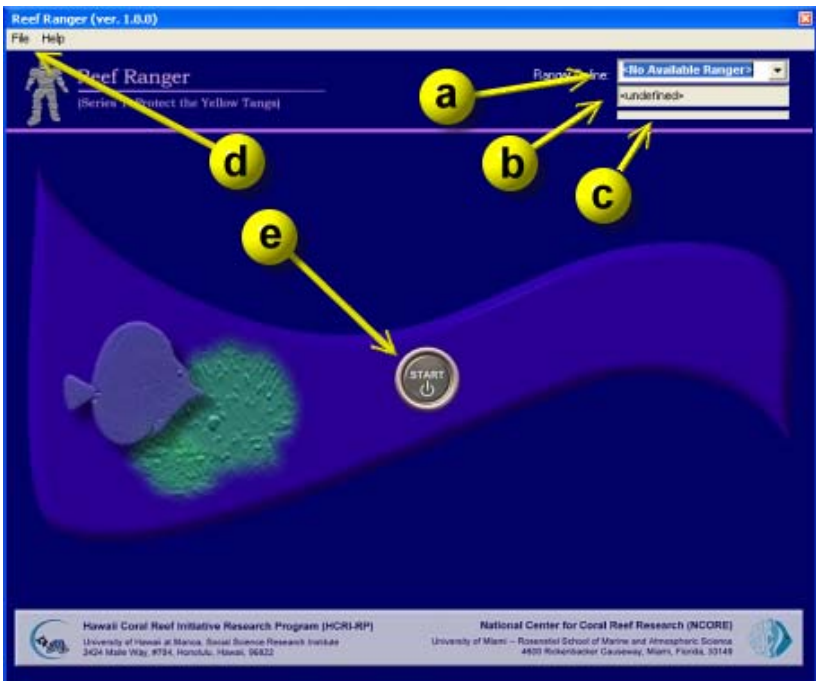 Reef Ranger (ver. 1.0.0)
File Help
Reef Ranger
(Series 1: Protect the Yellow Tangs)
<No Available Ranger>
<undefined>
a
b
c
d
e
START
Hawaii Coral Reef Initiative Research Program (HCRI-RP)
University of Hawaii at Manoa, Social Science Research Institute
2424 Maile Way, #704, Honolulu, Hawaii, 96822
National Center for Coral Reef Research (NCORE)
University of Miami -- Rosenstiel School of Marine and Atmospheric Science
4600 Rickenbacker Causeway, Miami, Florida, 33149